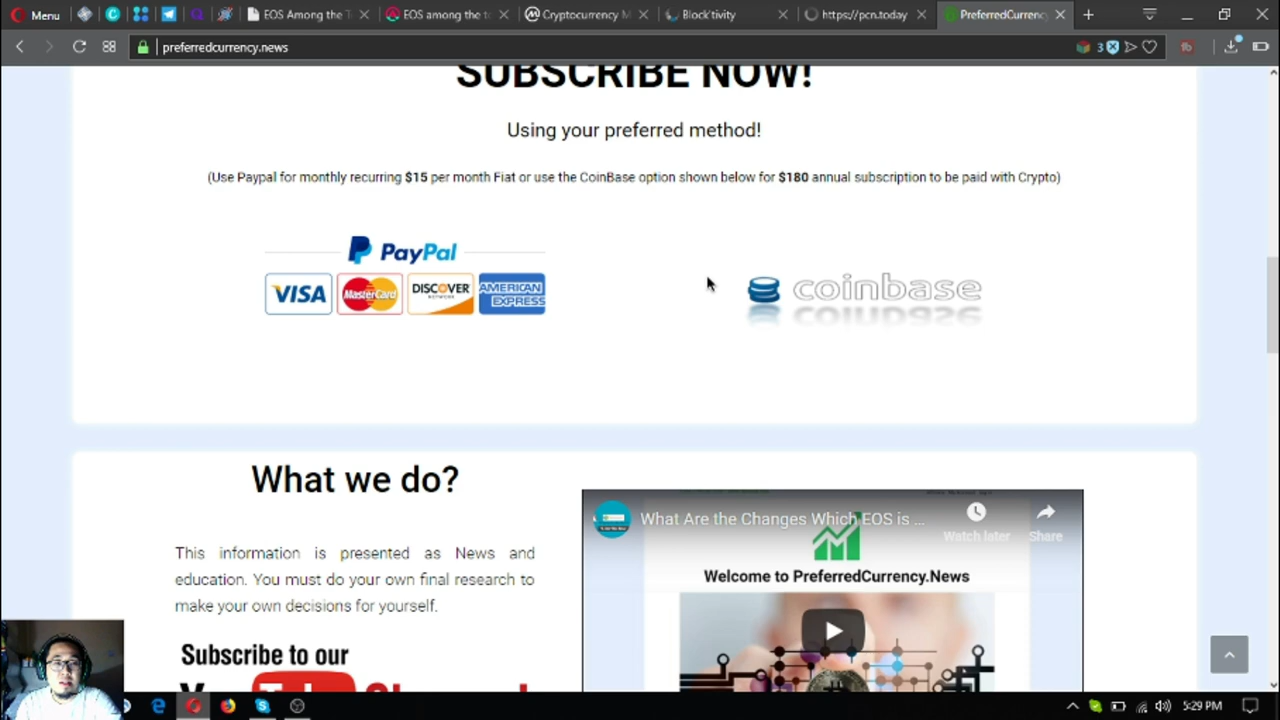 Menu
EOS Among the T
EOS among the t
Cryptocurrency M
Block'tivity
https://pcn.today
PreferredCurrency
preferredcurrency.news
3
SUBSCRIBE NOW!
Using your preferred method!
(Use Paypal for monthly recurring $15 per month Fiat or use the CoinBase option shown below for $180 annual subscription to be paid with Crypto)
PayPal
VISA
MasterCard
DISCOVER
NETWORK
AMERICAN
EXPRESS
coinbase
What we do?
This information is presented as News and
education. You must do your own final research to
make your own decisions for yourself.
Subscribe to our
What Are the Changes Which EOS is ...
Watch later
Share
Welcome to PreferredCurrency.News
5:29 PM